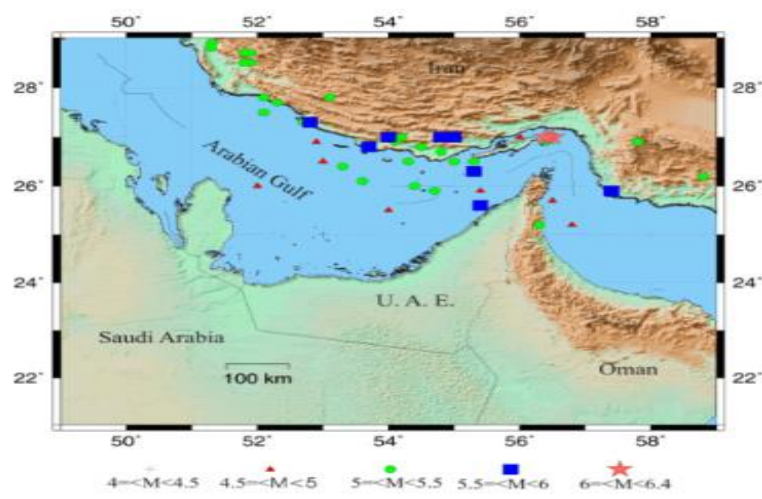 50° 52° 54° 56° 58°
28° Iran 28°
Arabian Gulf
26° 26°
24° 24°
U. A. E.
Saudi Arabia
100 km Oman
22° 22°
50° 52° 54° 56° 58°
4=<M<4.5 4.5=<M<5 5=<M<5.5 5.5=<M<6 6=<M<6.4